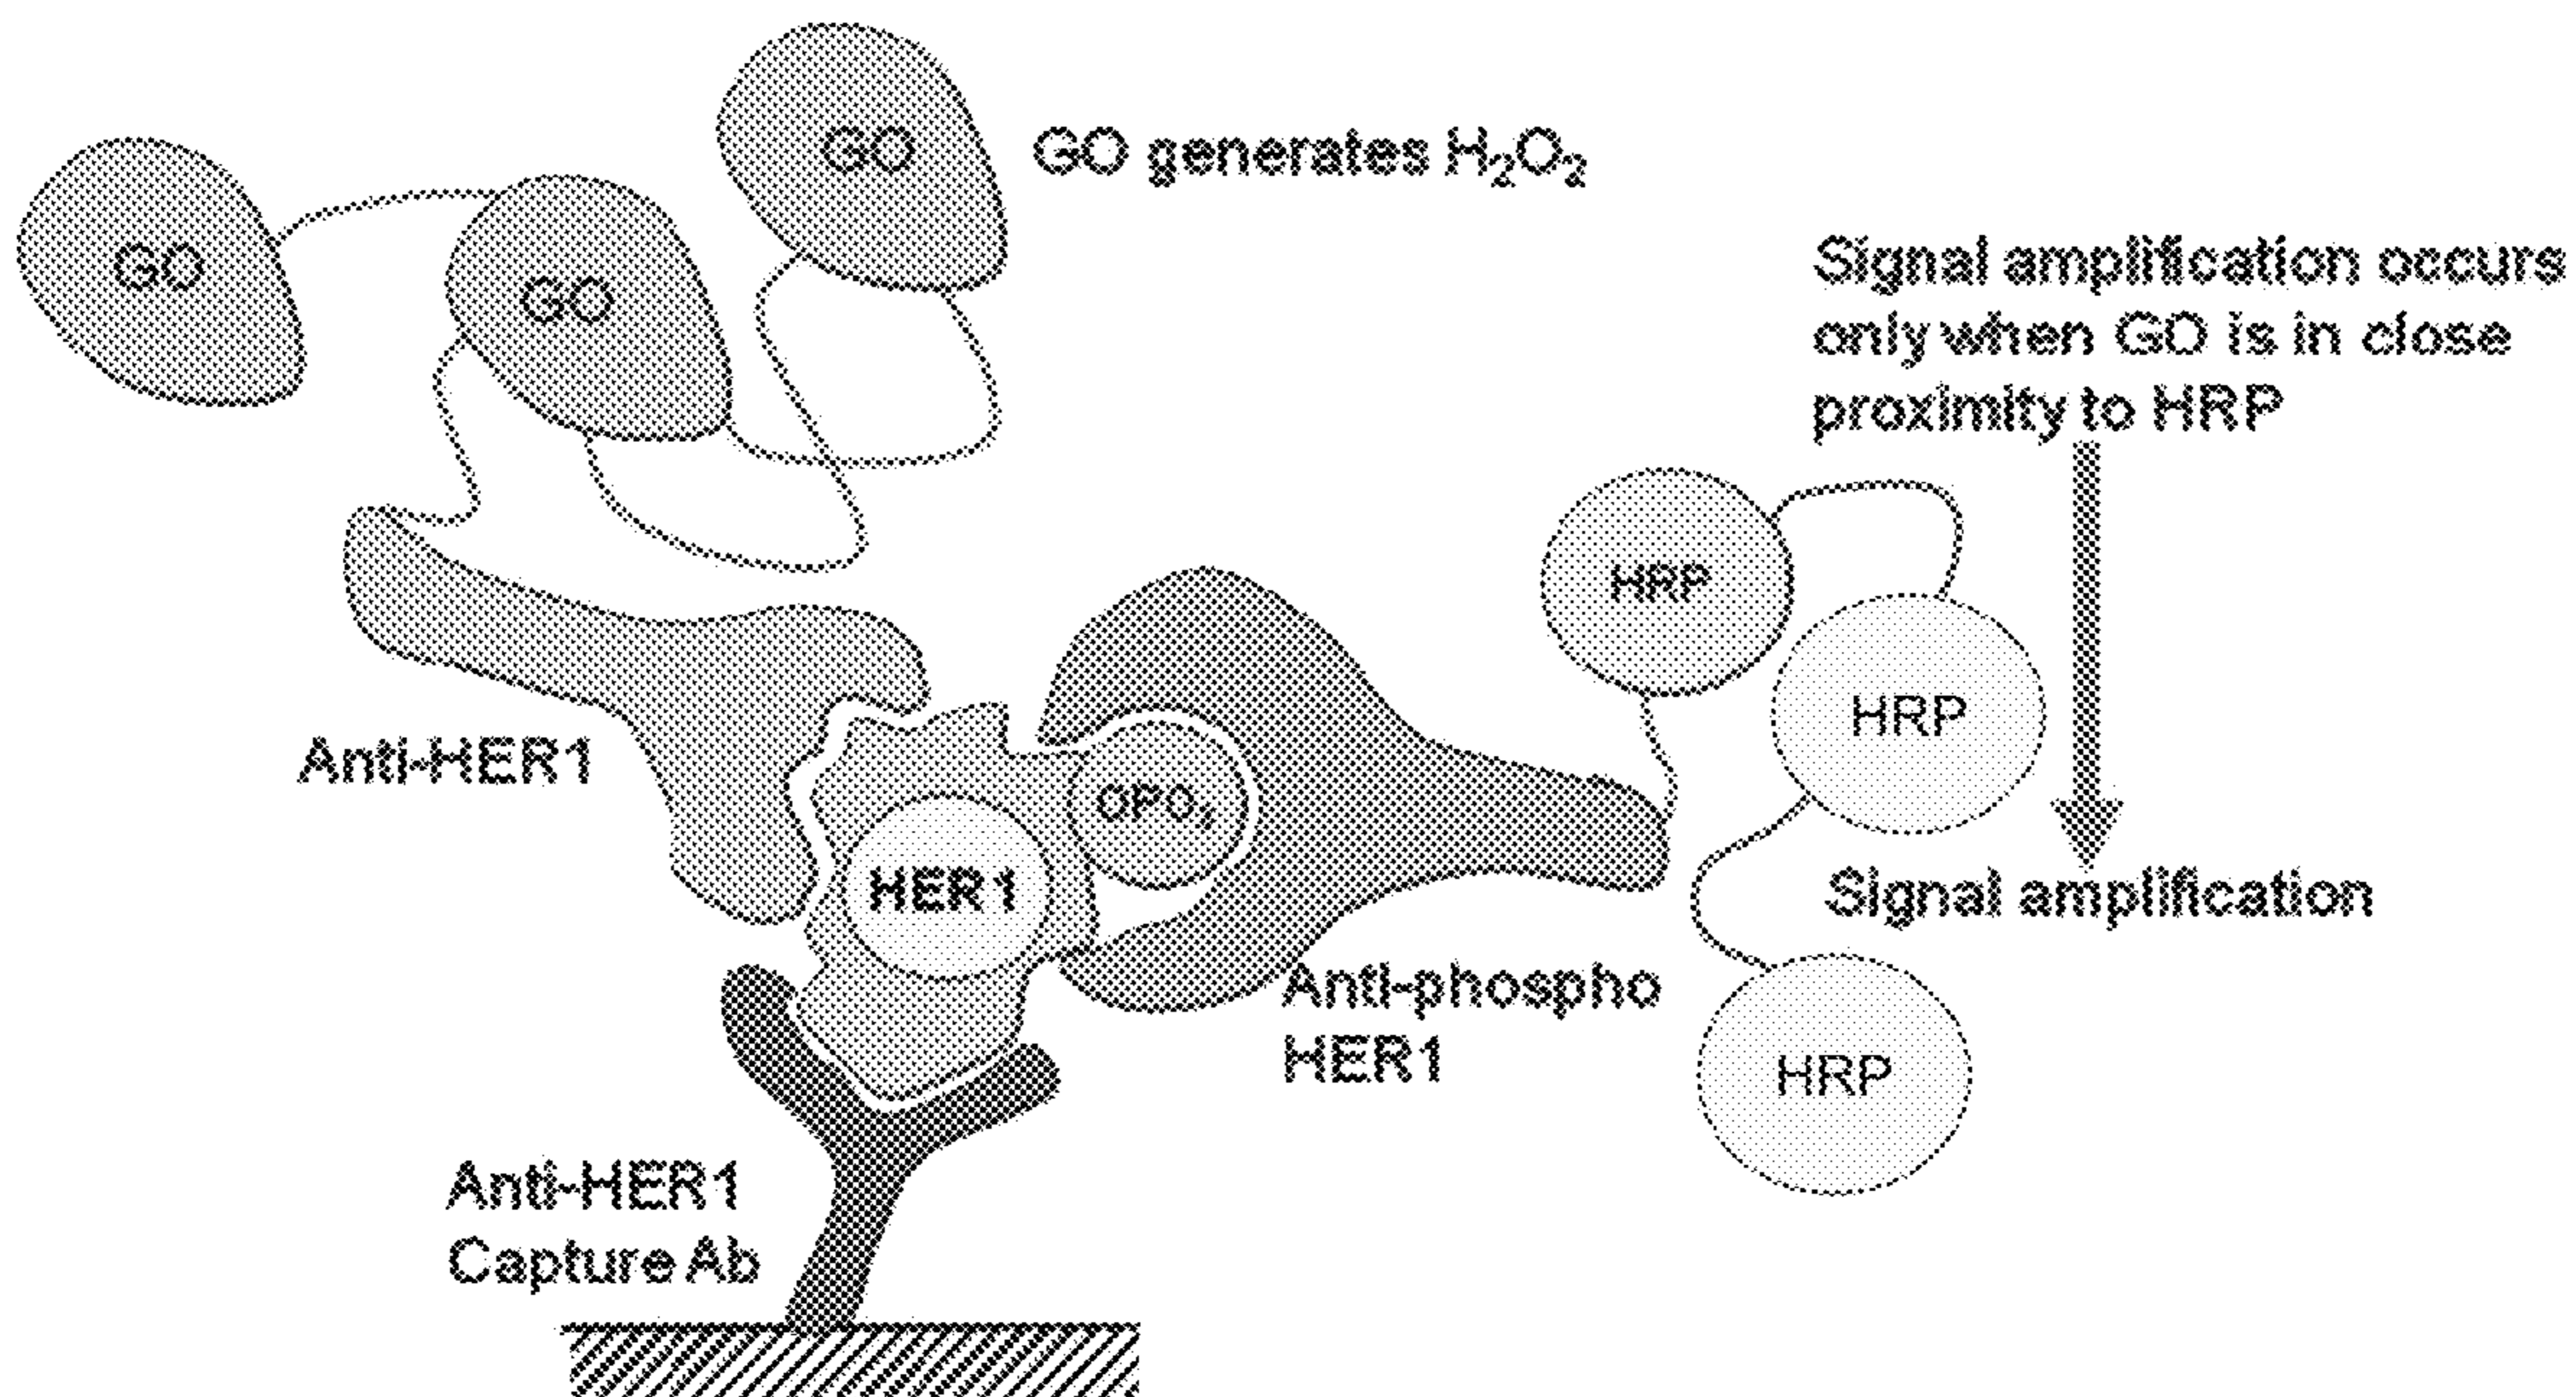 GO
GO generates H₂O₂
GO
GO
Signal amplification occurs
only when GO is in close
proximity to HRP
HRP
HRP
Anti-HER1
OPO₃
HER1
Signal amplification
Anti-phospho
HER1
HRP
Anti-HER1
Capture Ab